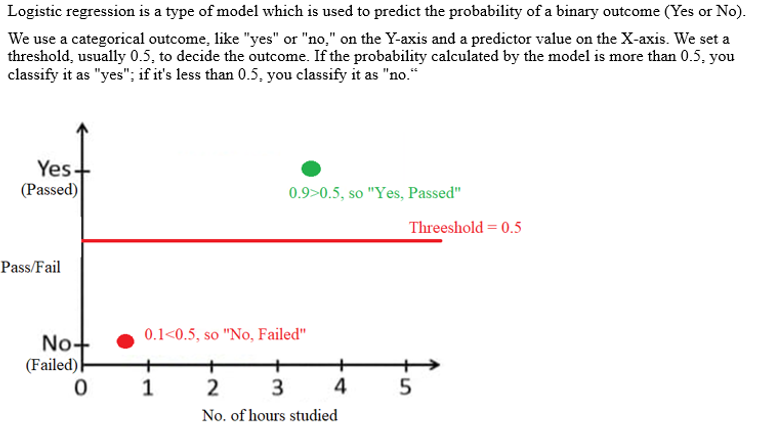 Logistic regression is a type of model which is used to predict the probability of a binary outcome (Yes or No).
We use a categorical outcome, like "yes" or "no," on the Y-axis and a predictor value on the X-axis. We set a
threshold, usually 0.5, to decide the outcome. If the probability calculated by the model is more than 0.5, you
classify it as "yes"; if it's less than 0.5, you classify it as "no.“
Yes
(Passed)
0.9>0.5, so "Yes, Passed"
Threeshold = 0.5
Pass/Fail
0.1<0.5, so "No, Failed"
No
(Failed)
0 1 2 3 4 5
No. of hours studied